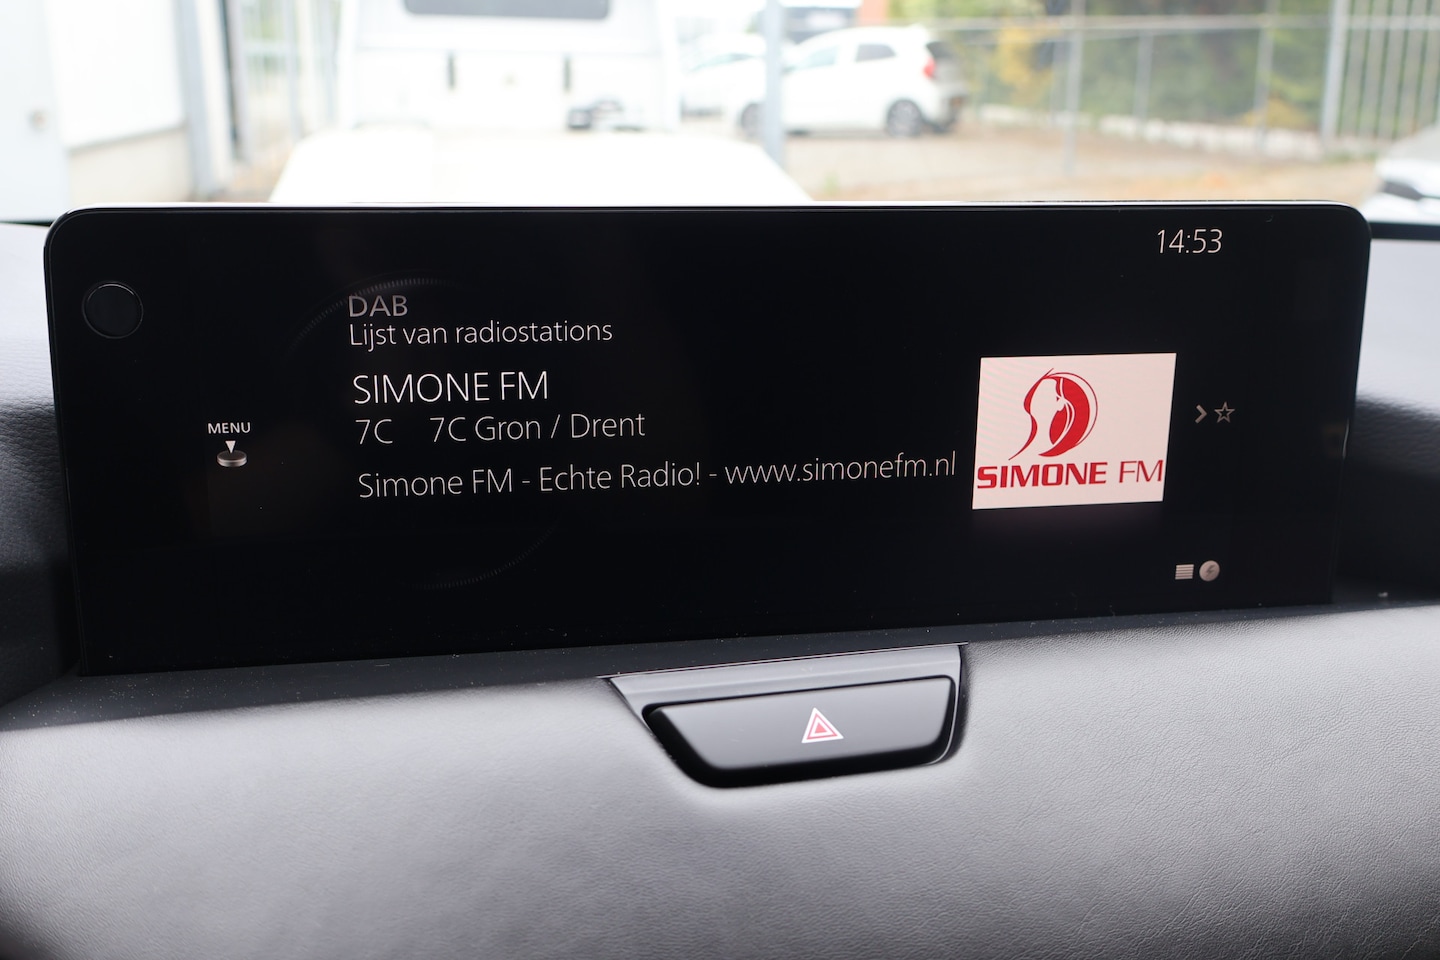 14:53
DAB
Lijst van radiostations
SIMONE FM
7C 7C Gron / Drent
Simone FM - Echte Radio! - www.simonefm.nl
MENU
SIMONE FM